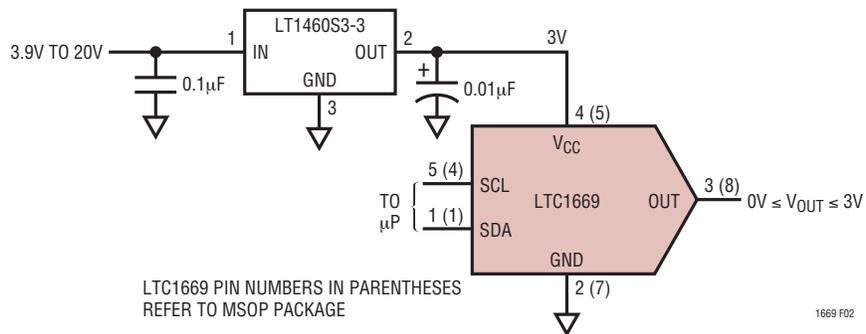 LT1460S3-3
3.9V TO 20V
1
IN
OUT
2
3V
GND
3
0.1µF
+
0.01µF
4 (5)
VCC
TO
µP
5 (4)
SCL
1 (1)
SDA
LTC1669
OUT
3 (8)
0V ≤ VOUT ≤ 3V
GND
2 (7)
LTC1669 PIN NUMBERS IN PARENTHESES
REFER TO MSOP PACKAGE
1669 F02